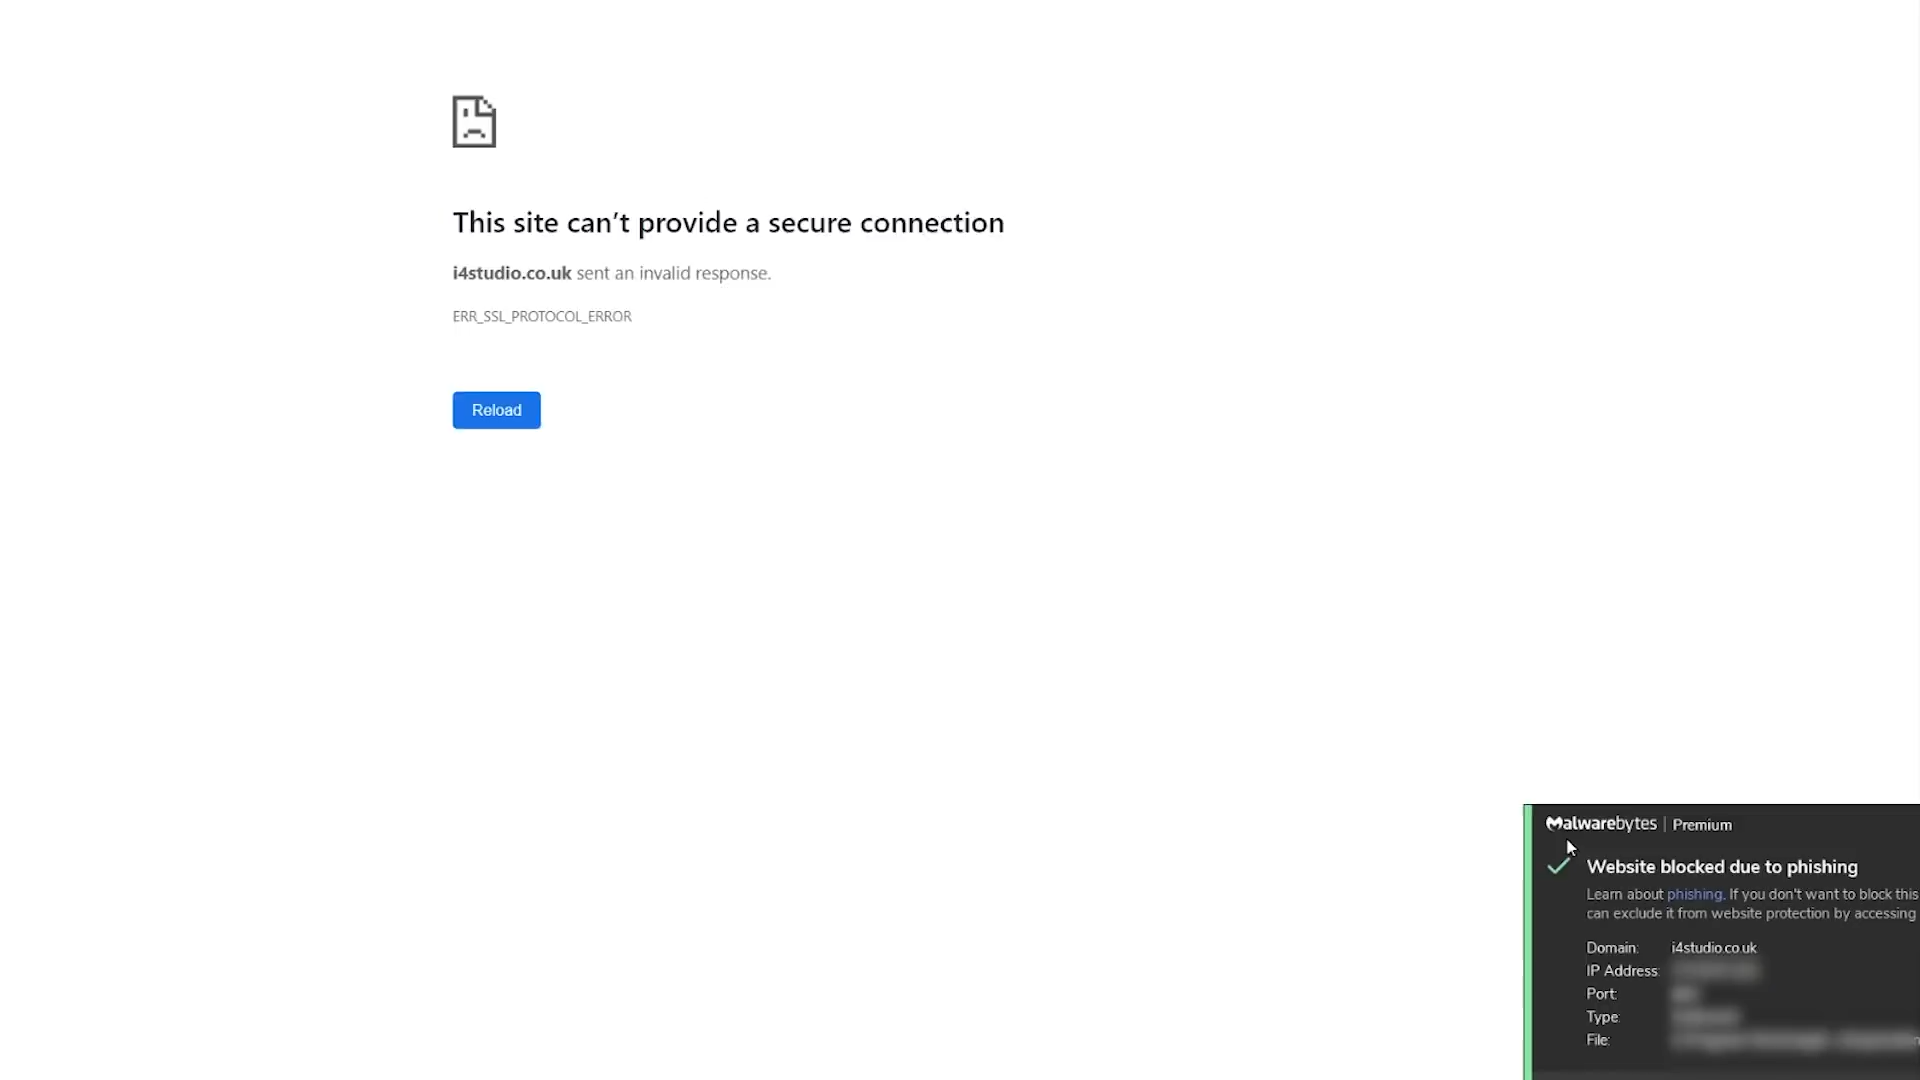 This site can’t provide a secure connection
i4studio.co.uk sent an invalid response.
ERR_SSL_PROTOCOL_ERROR
Reload
Malwarebytes | Premium
Website blocked due to phishing
Learn about phishing. If you don't want to block this
can exclude it from website protection by accessing
Domain: i4studio.co.uk
IP Address:
Port:
Type:
File: